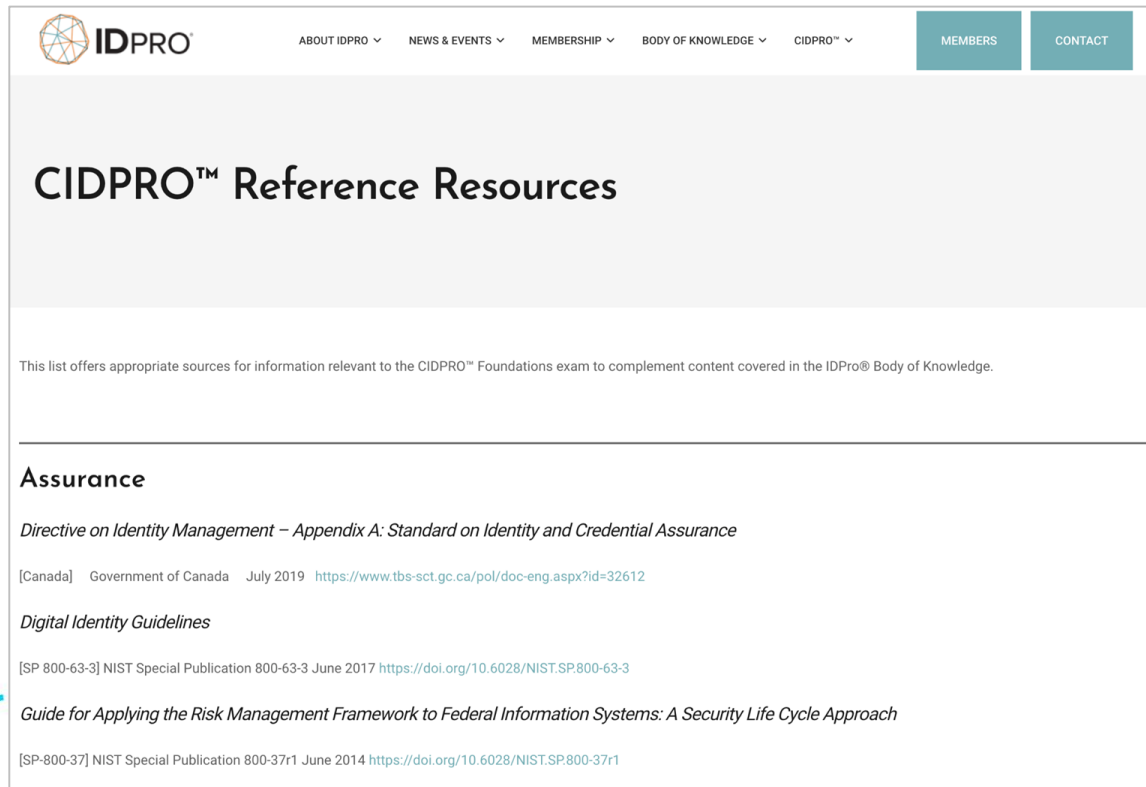 IDPRO®
ABOUT IDPRO NEWS & EVENTS MEMBERSHIP BODY OF KNOWLEDGE CIDPRO™ MEMBERS CONTACT
CIDPRO™ Reference Resources
This list offers appropriate sources for information relevant to the CIDPRO™ Foundations exam to complement content covered in the IDPro® Body of Knowledge.
Assurance
Directive on Identity Management – Appendix A: Standard on Identity and Credential Assurance
[Canada] Government of Canada July 2019 https://www.tbs-sct.gc.ca/pol/doc-eng.aspx?id=32612
Digital Identity Guidelines
[SP 800-63-3] NIST Special Publication 800-63-3 June 2017 https://doi.org/10.6028/NIST.SP.800-63-3
Guide for Applying the Risk Management Framework to Federal Information Systems: A Security Life Cycle Approach
[SP-800-37] NIST Special Publication 800-37r1 June 2014 https://doi.org/10.6028/NIST.SP.800-37r1